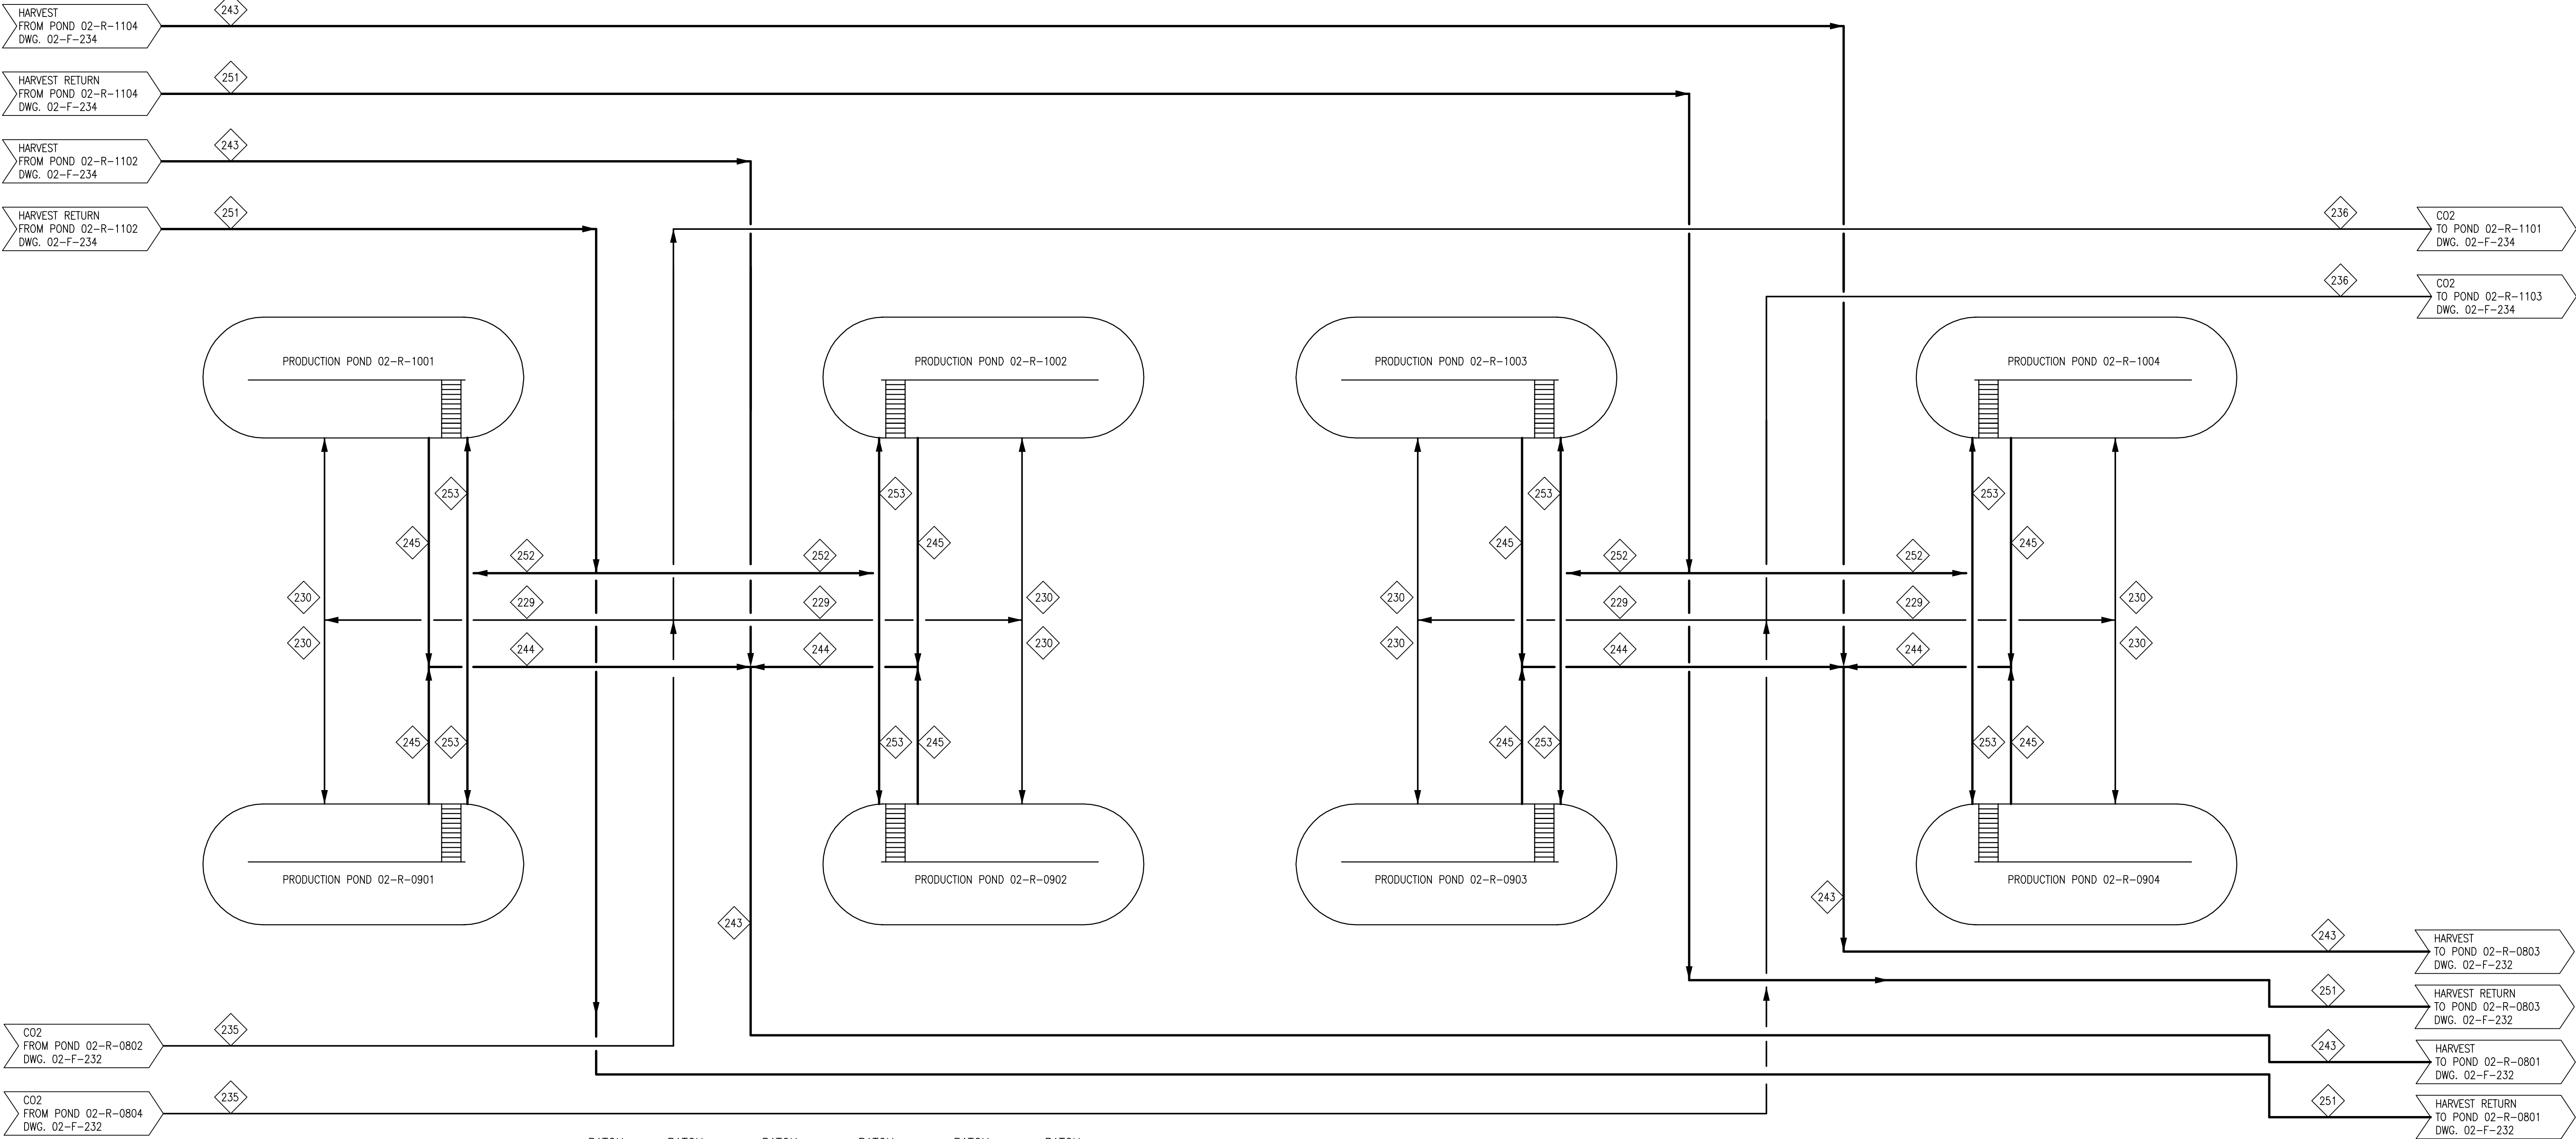 243
HARVEST
FROM POND 02-R-1104
DWG. 02-F-234
251
HARVEST RETURN
FROM POND 02-R-1104
DWG. 02-F-234
243
HARVEST
FROM POND 02-R-1102
DWG. 02-F-234
251
HARVEST RETURN
FROM POND 02-R-1102
DWG. 02-F-234
236
CO2
TO POND 02-R-1101
DWG. 02-F-234
236
CO2
TO POND 02-R-1103
DWG. 02-F-234
PRODUCTION POND 02-R-1001
PRODUCTION POND 02-R-1002
PRODUCTION POND 02-R-1003
PRODUCTION POND 02-R-1004
253
253
253
253
245
245
245
245
252
252
252
252
230
229
229
230
230
229
229
230
230
244
244
230
230
244
244
230
245
253
253
245
245
253
253
245
PRODUCTION POND 02-R-0901
PRODUCTION POND 02-R-0902
PRODUCTION POND 02-R-0903
PRODUCTION POND 02-R-0904
243
243
243
HARVEST
TO POND 02-R-0803
DWG. 02-F-232
251
HARVEST RETURN
TO POND 02-R-0803
DWG. 02-F-232
235
CO2
FROM POND 02-R-0802
DWG. 02-F-232
243
HARVEST
TO POND 02-R-0801
DWG. 02-F-232
235
CO2
FROM POND 02-R-0804
DWG. 02-F-232
251
HARVEST RETURN
TO POND 02-R-0801
DWG. 02-F-232